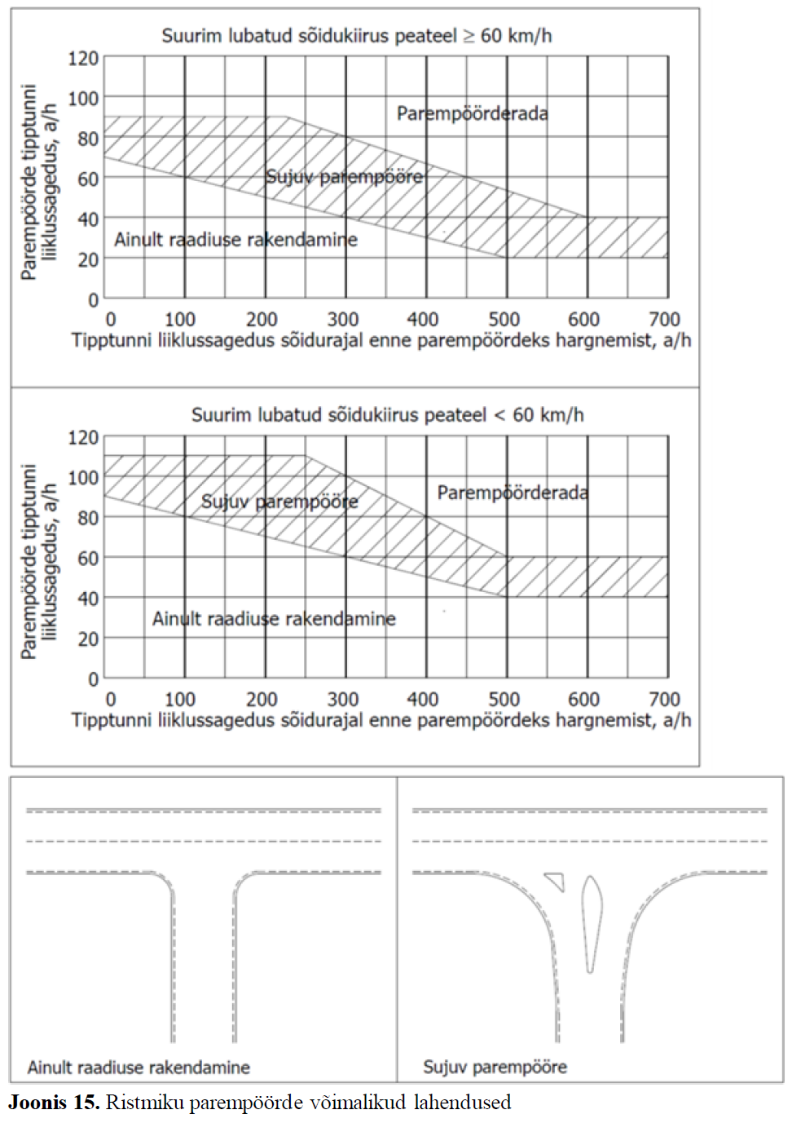 Suurim lubatud sõidukiirus peateel ≥ 60 km/h
Parempöörde tipptunni
liiklussagedus, a/h
120
100
80
60
40
20
0
Parempöörderada
Sujuv parempööre
Ainult raadiuse rakendamine
0 100 200 300 400 500 600 700
Tipptunni liiklussagedus sõidurajal enne parempöördeks hargnemist, a/h
Suurim lubatud sõidukiirus peateel < 60 km/h
Parempöörde tipptunni
liiklussagedus, a/h
120
100
80
60
40
20
0
Parempöörderada
Sujuv parempööre
Ainult raadiuse rakendamine
0 100 200 300 400 500 600 700
Tipptunni liiklussagedus sõidurajal enne parempöördeks hargnemist, a/h
Ainult raadiuse rakendamine
Sujuv parempööre
Joonis 15. Ristmiku parempöörde võimalikud lahendused